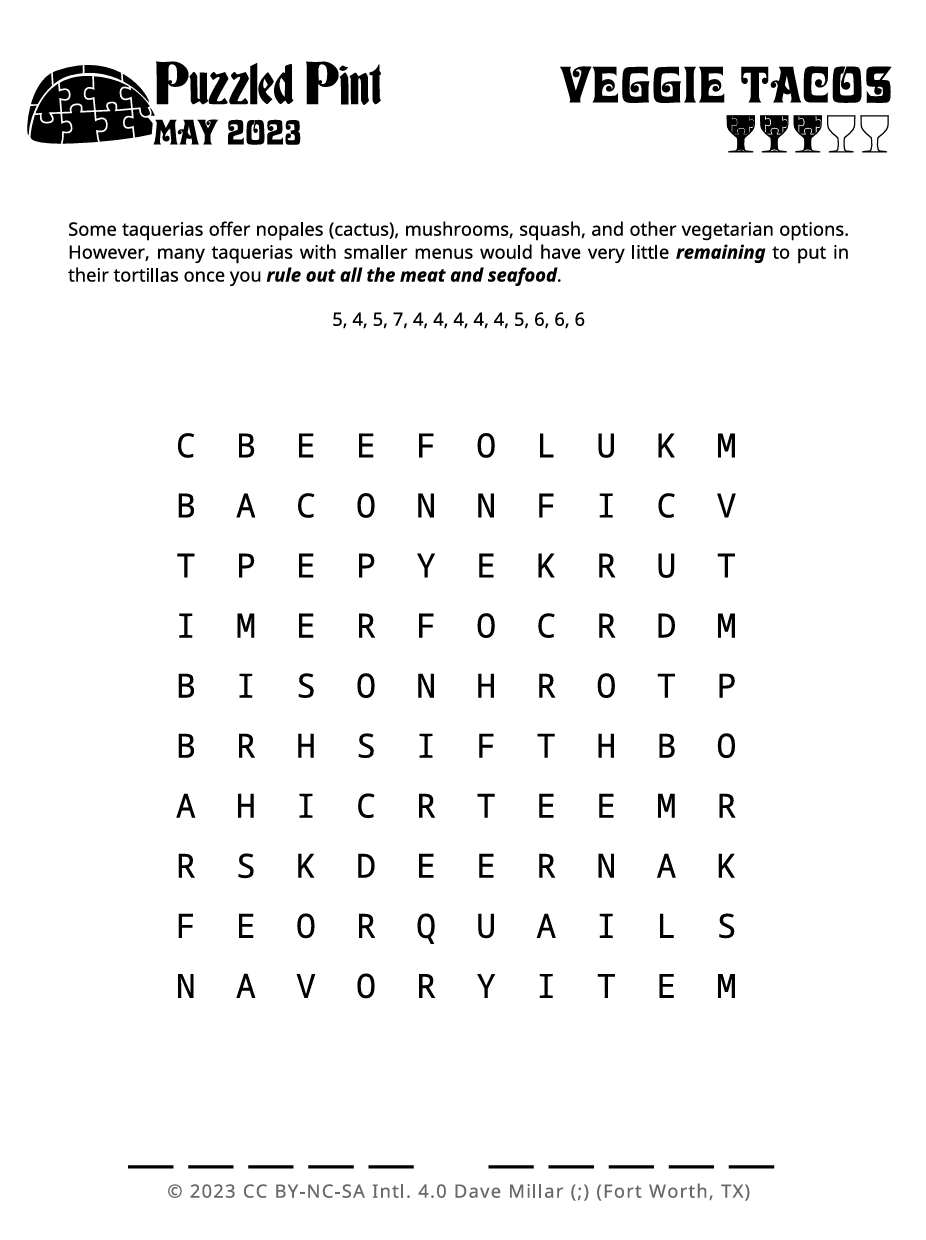 Puzzled Pint
MAY 2023
VEGGIE TACOS
Some taquerias offer nopales (cactus), mushrooms, squash, and other vegetarian options.
However, many taquerias with smaller menus would have very little remaining to put in
their tortillas once you rule out all the meat and seafood.
5, 4, 5, 7, 4, 4, 4, 4, 4, 5, 6, 6, 6
C B E E F O L U K M
B A C O N N F I C V
T P E P Y E K R U T
I M E R F O C R D M
B I S O N H R O T P
B R H S I F T H B O
A H I C R T E E M R
R S K D E E R N A K
F E O R Q U A I L S
N A V O R Y I T E M
© 2023 CC BY-NC-SA Intl. 4.0 Dave Millar (;) (Fort Worth, TX)